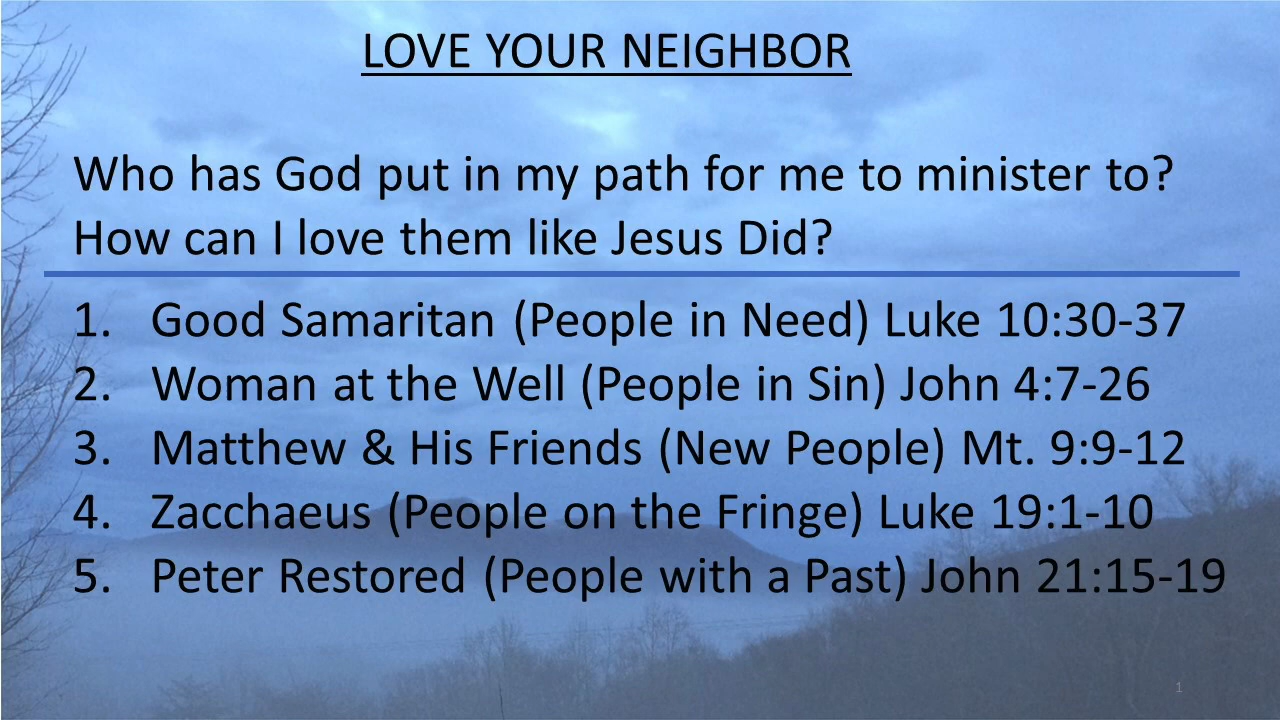 LOVE YOUR NEIGHBOR
Who has God put in my path for me to minister to?
How can I love them like Jesus Did?
1. Good Samaritan (People in Need) Luke 10:30-37
2. Woman at the Well (People in Sin) John 4:7-26
3. Matthew & His Friends (New People) Mt. 9:9-12
4. Zacchaeus (People on the Fringe) Luke 19:1-10
5. Peter Restored (People with a Past) John 21:15-19
1